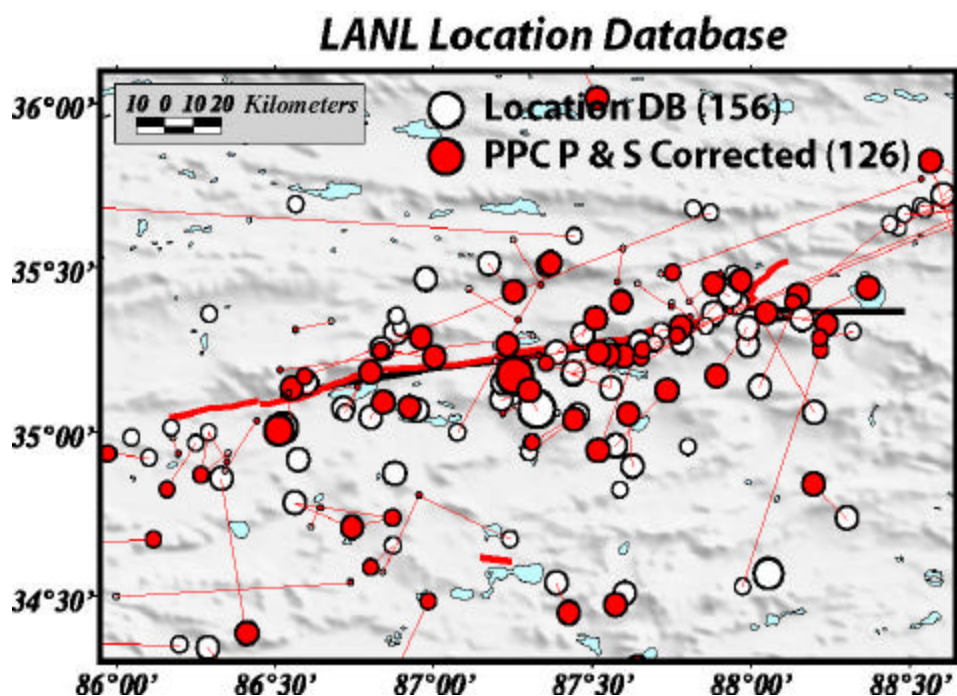 LANL Location Database
10 0 10 20 Kilometers
Location DB (156)
PPC P & S Corrected (126)
36°00'
35°30'
35°00'
34°30'
86°00' 86°30' 87°00' 87°30' 88°00' 88°30'